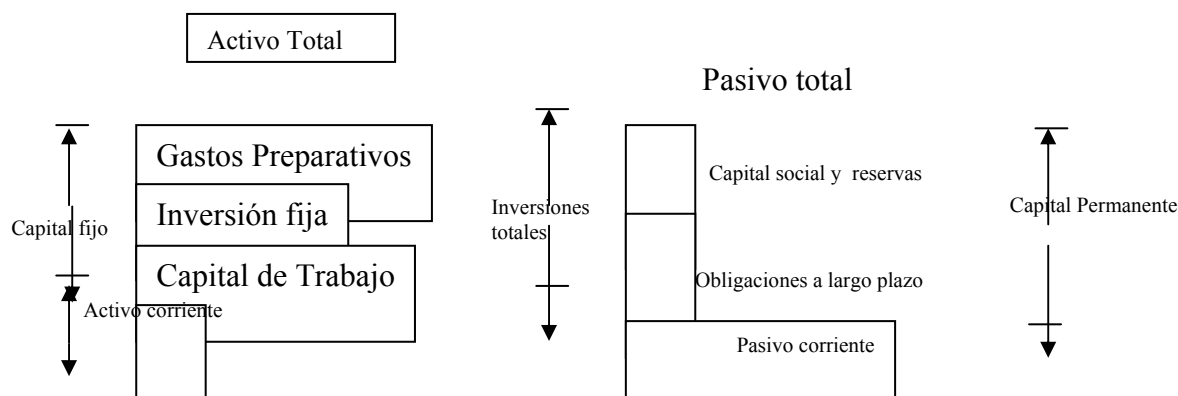 Activo Total
Pasivo total
Gastos Preparativos
Capital social y reservas
Inversión fija
Capital fijo
Inversiones
totales
Capital Permanente
Capital de Trabajo
Obligaciones a largo plazo
Activo corriente
Pasivo corriente